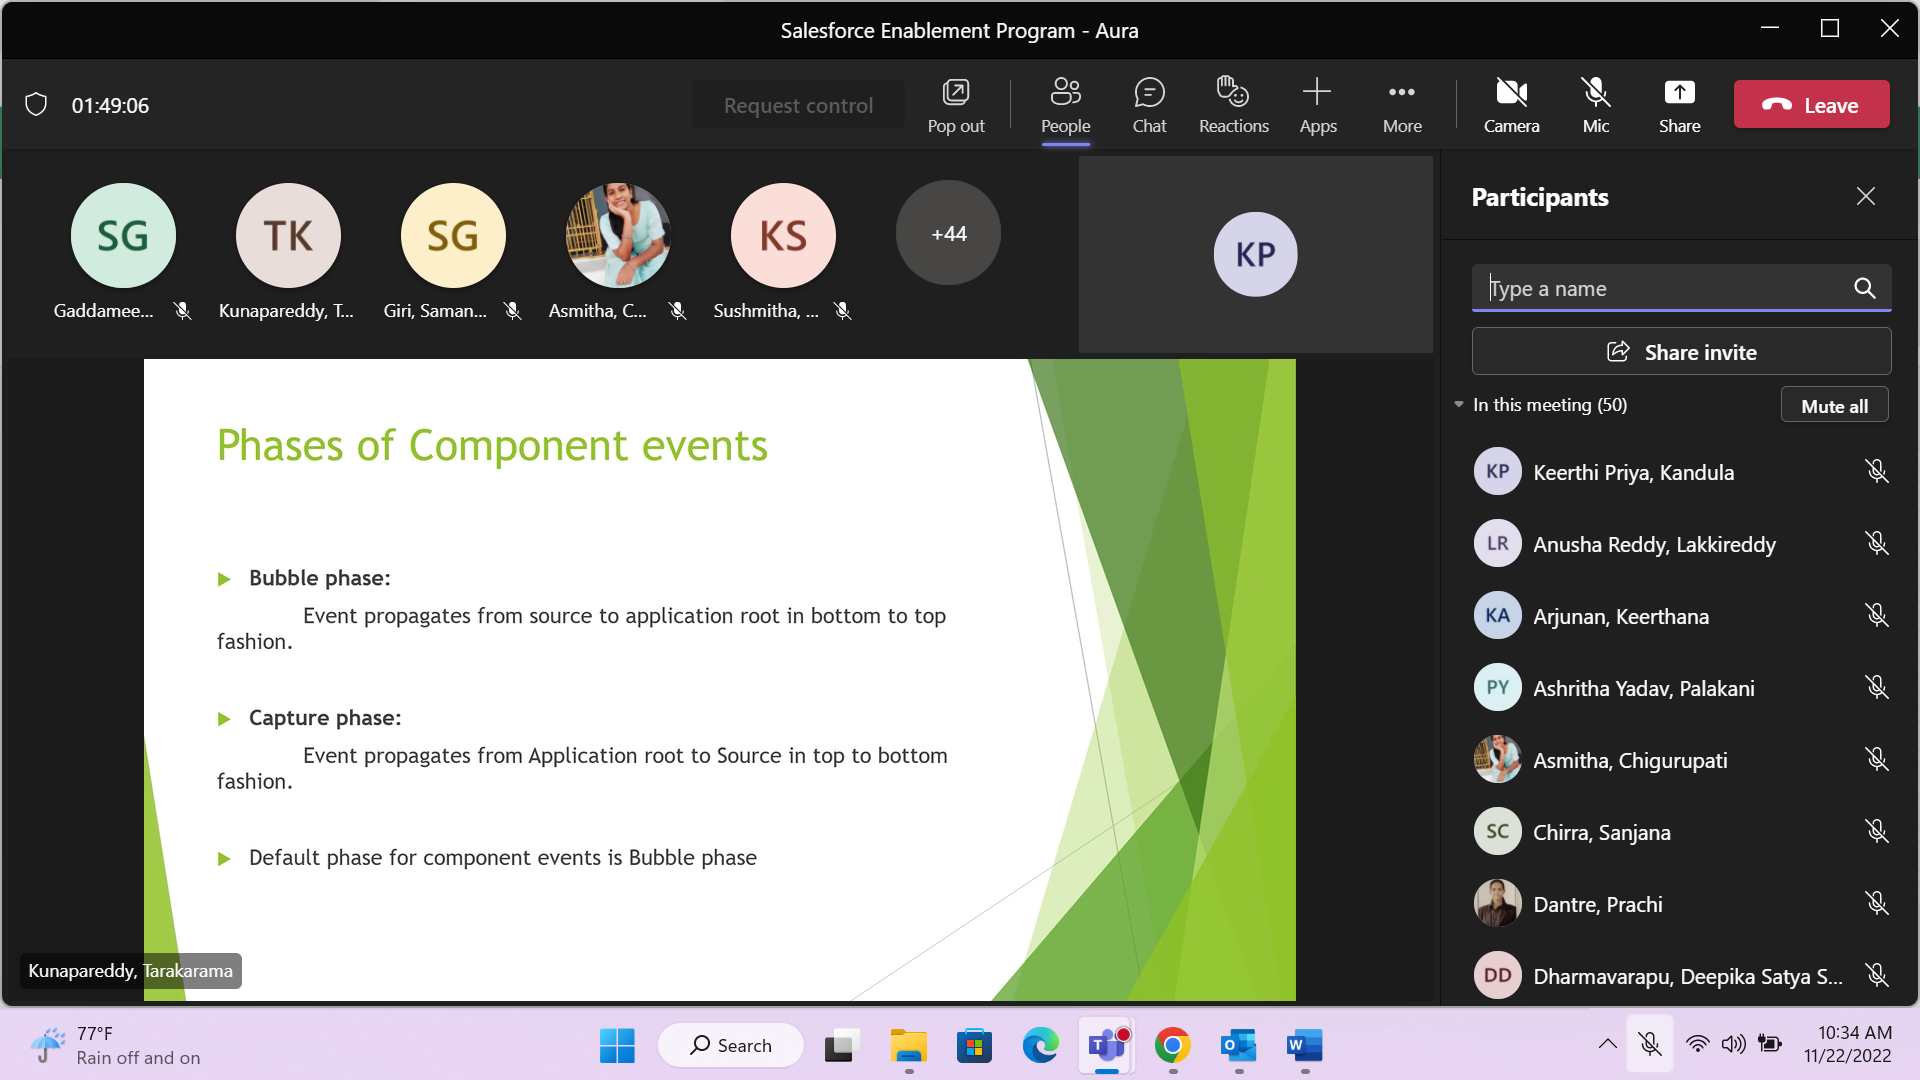 Salesforce Enablement Program - Aura
01:49:06
Request control
Pop out
People
Chat
Reactions
Apps
More
Camera
Mic
Share
Leave
SG
TK
SG
KS
+44
KP
Gaddamee...
Kunapareddy, T...
Giri, Saman...
Asmitha, C...
Sushmitha, ...
Participants
Type a name
Share invite
In this meeting (50)
Mute all
KP Keerthi Priya, Kandula
LR Anusha Reddy, Lakkireddy
KA Arjunan, Keerthana
PY Ashritha Yadav, Palakani
Asmitha, Chigurupati
SC Chirra, Sanjana
Dantre, Prachi
DD Dharmavarapu, Deepika Satya S...
Phases of Component events
Bubble phase:
Event propagates from source to application root in bottom to top
fashion.
Capture phase:
Event propagates from Application root to Source in top to bottom
fashion.
Default phase for component events is Bubble phase
Kunapareddy, Tarakarama
77°F
Rain off and on
Search
10:34 AM
11/22/2022